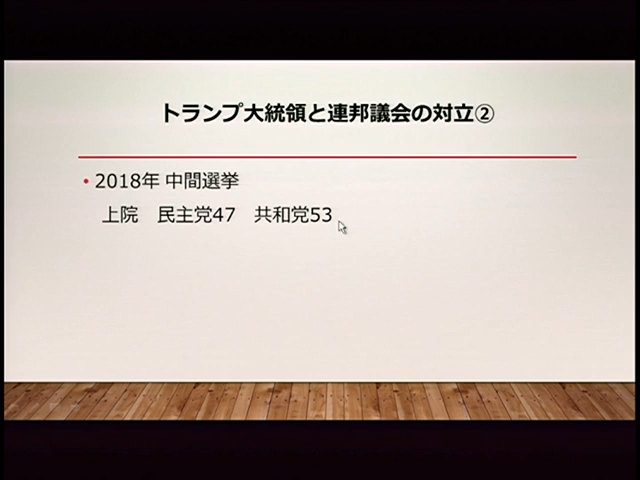 トランプ大統領と連邦議会の対立②
• 2018年 中間選挙
上院　民主党47　共和党53